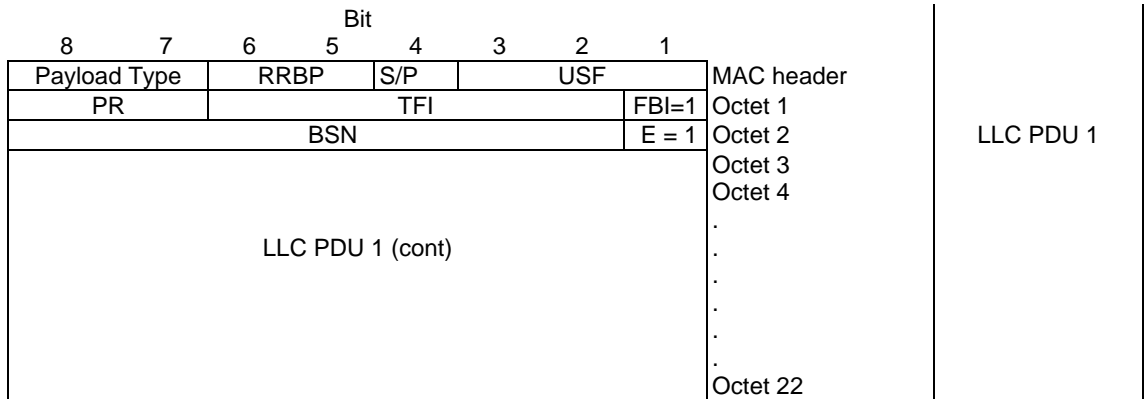 Bit
8 7 6 5 4 3 2 1
Payload Type RRBP S/P USF MAC header
PR TFI FBI=1 Octet 1
BSN E = 1 Octet 2 LLC PDU 1
Octet 3
Octet 4
.
LLC PDU 1 (cont) .
.
.
.
.
Octet 22